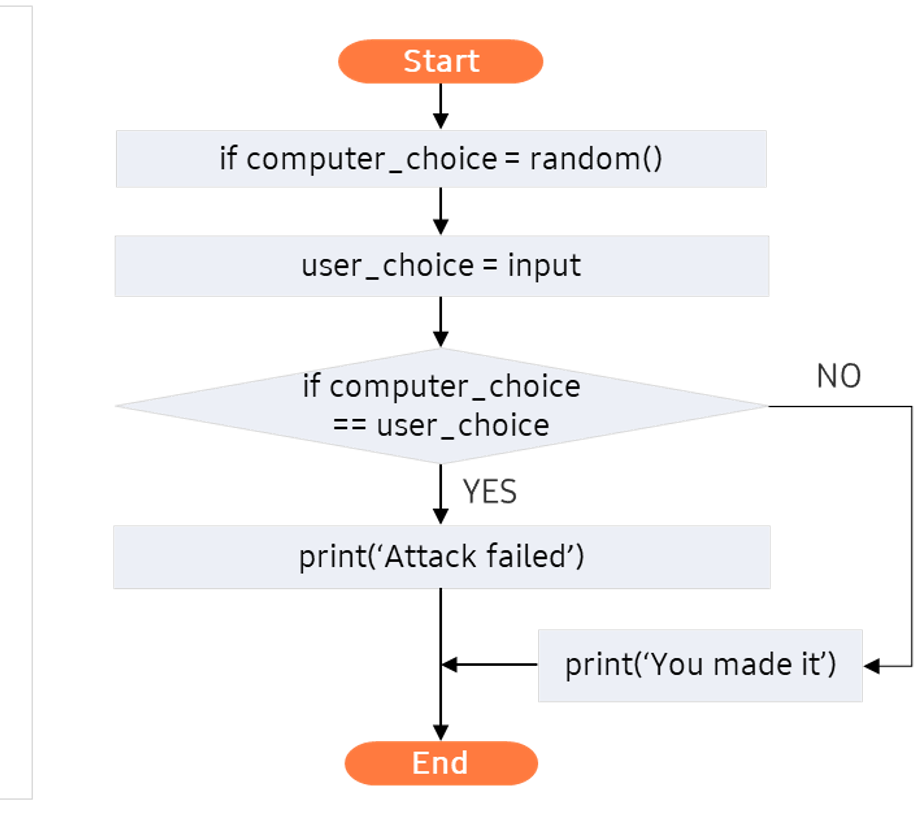 Start
if computer_choice = random()
user_choice = input
if computer_choice
== user_choice
NO
YES
print(‘Attack failed’)
print(‘You made it’)
End